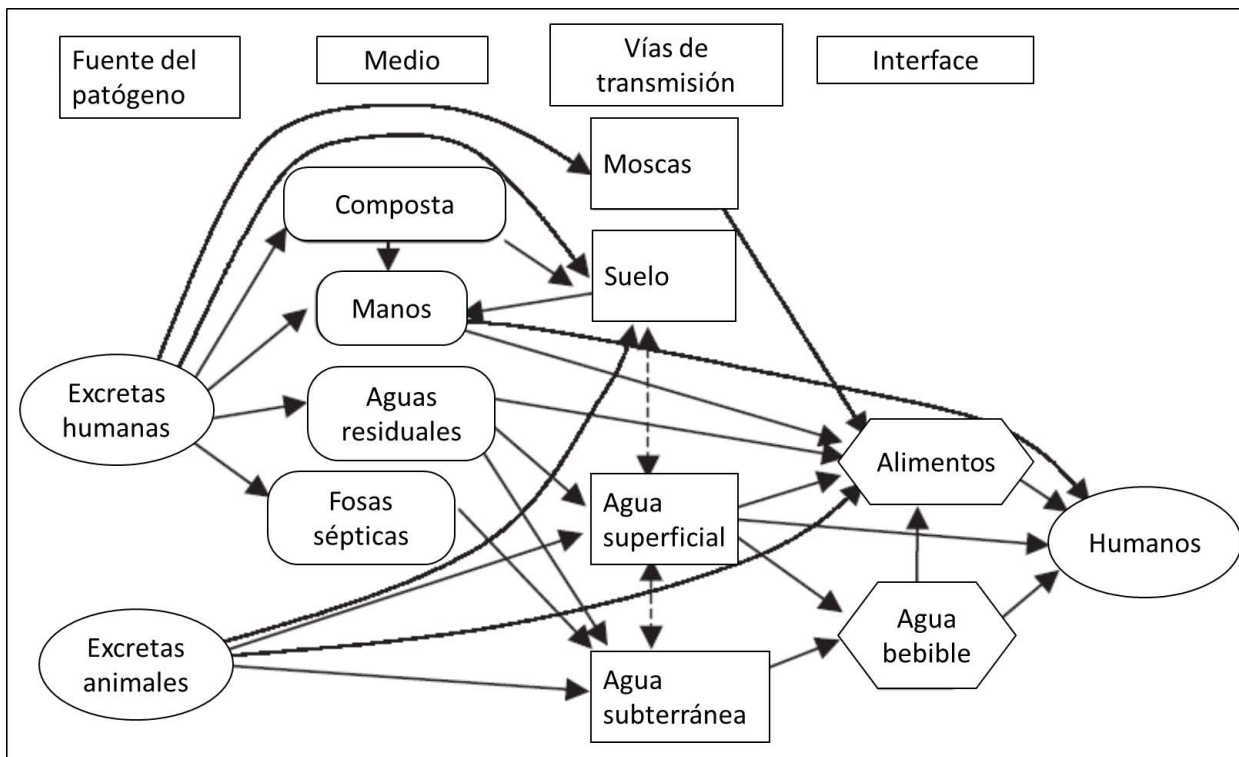 Fuente del
patógeno
Medio
Vías de
transmisión
Interface
Moscas
Composta
Suelo
Manos
Excretas
humanas
Aguas
residuales
Alimentos
Fosas
sépticas
Agua
superficial
Humanos
Excretas
animales
Agua
bebible
Agua
subterránea